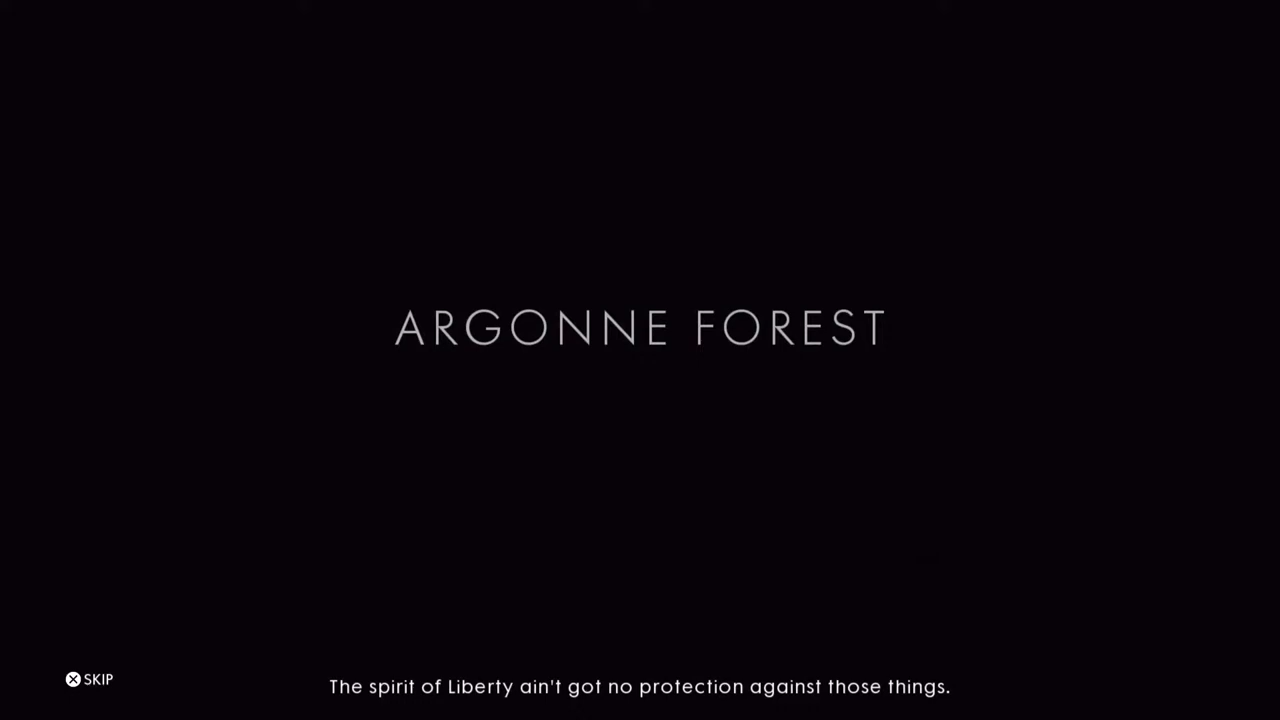 ARGONNE FOREST
SKIP
The spirit of Liberty ain't got no protection against those things.